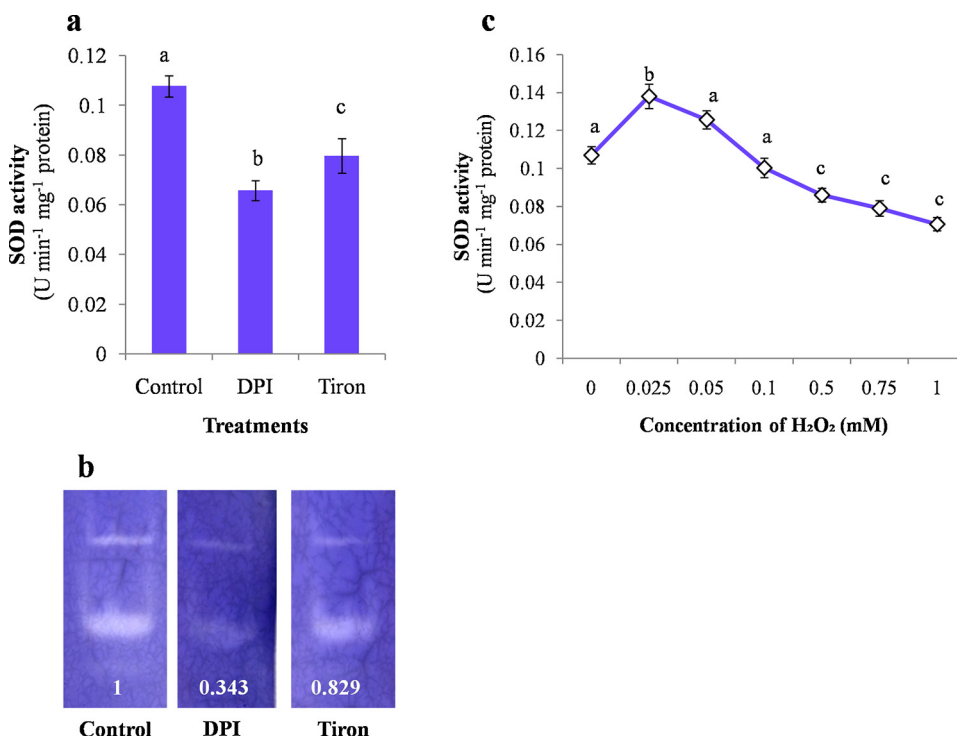 a
SOD activity
(U min⁻¹ mg⁻¹ protein)
0.12
0.1
0.08
0.06
0.04
0.02
0
a
b
c
Control DPI Tiron
Treatments
c
SOD activity
(U min⁻¹ mg⁻¹ protein)
0.16
0.14
0.12
0.1
0.08
0.06
0.04
0.02
0
a
b
a
a
c
c
c
0 0.025 0.05 0.1 0.5 0.75 1
Concentration of H₂O₂ (mM)
b
1 0.343 0.829
Control DPI Tiron